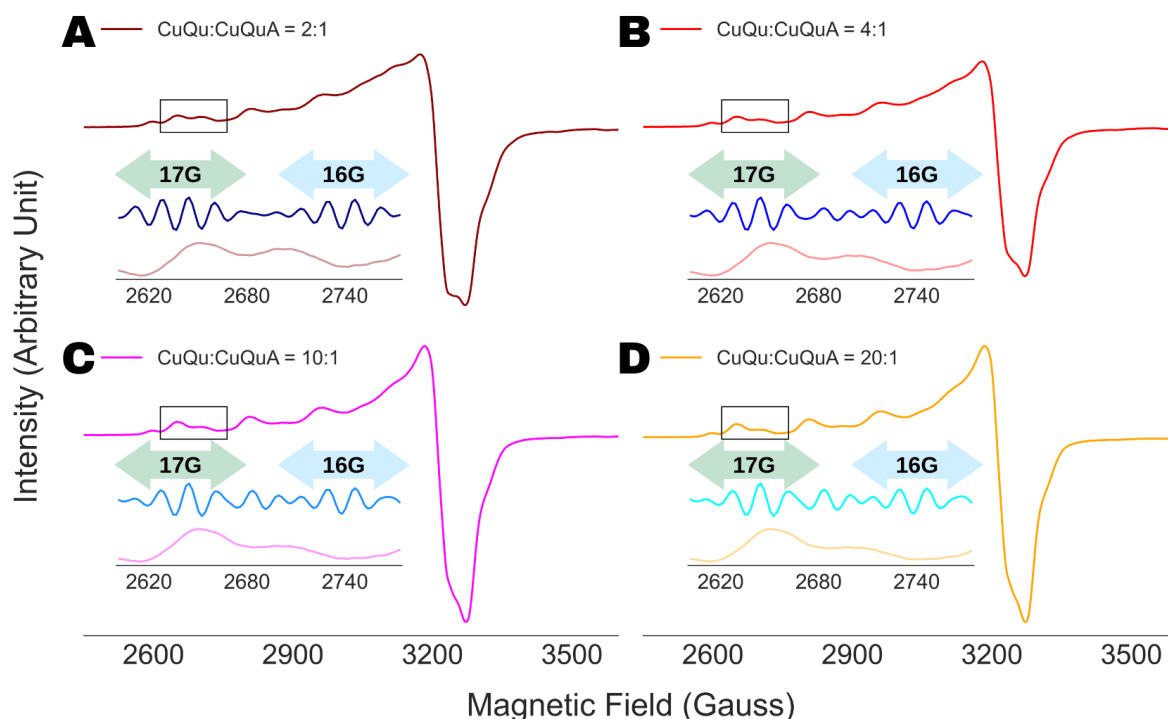 A CuQu:CuQuA = 2:1
17G 16G
2620 2680 2740
B CuQu:CuQuA = 4:1
17G 16G
2620 2680 2740
C CuQu:CuQuA = 10:1
17G 16G
2620 2680 2740
D CuQu:CuQuA = 20:1
17G 16G
2620 2680 2740
Intensity (Arbitrary Unit)
2600 2900 3200 3500
2600 2900 3200 3500
Magnetic Field (Gauss)